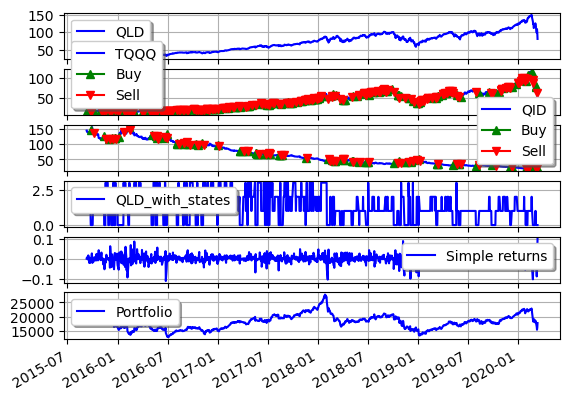 150
100
50
QLD
TQQQ
Buy
Sell
100
50
150
100
50
QID
Buy
Sell
2.5
0.0
QLD_with_states
0.1
0.0
−0.1
Simple returns
25000
20000
15000
Portfolio
2015-07
2016-01
2016-07
2017-01
2017-07
2018-01
2018-07
2019-01
2019-07
2020-01